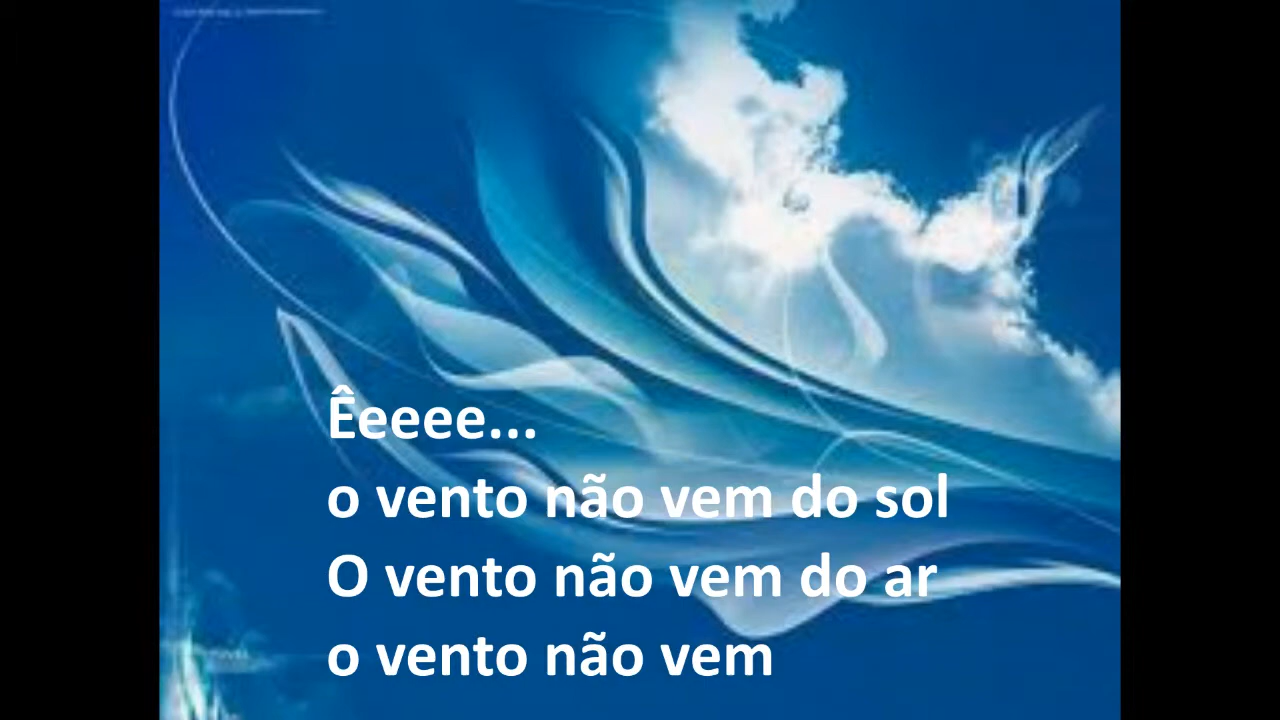 Êeeee...
o vento não vem do sol
O vento não vem do ar
o vento não vem